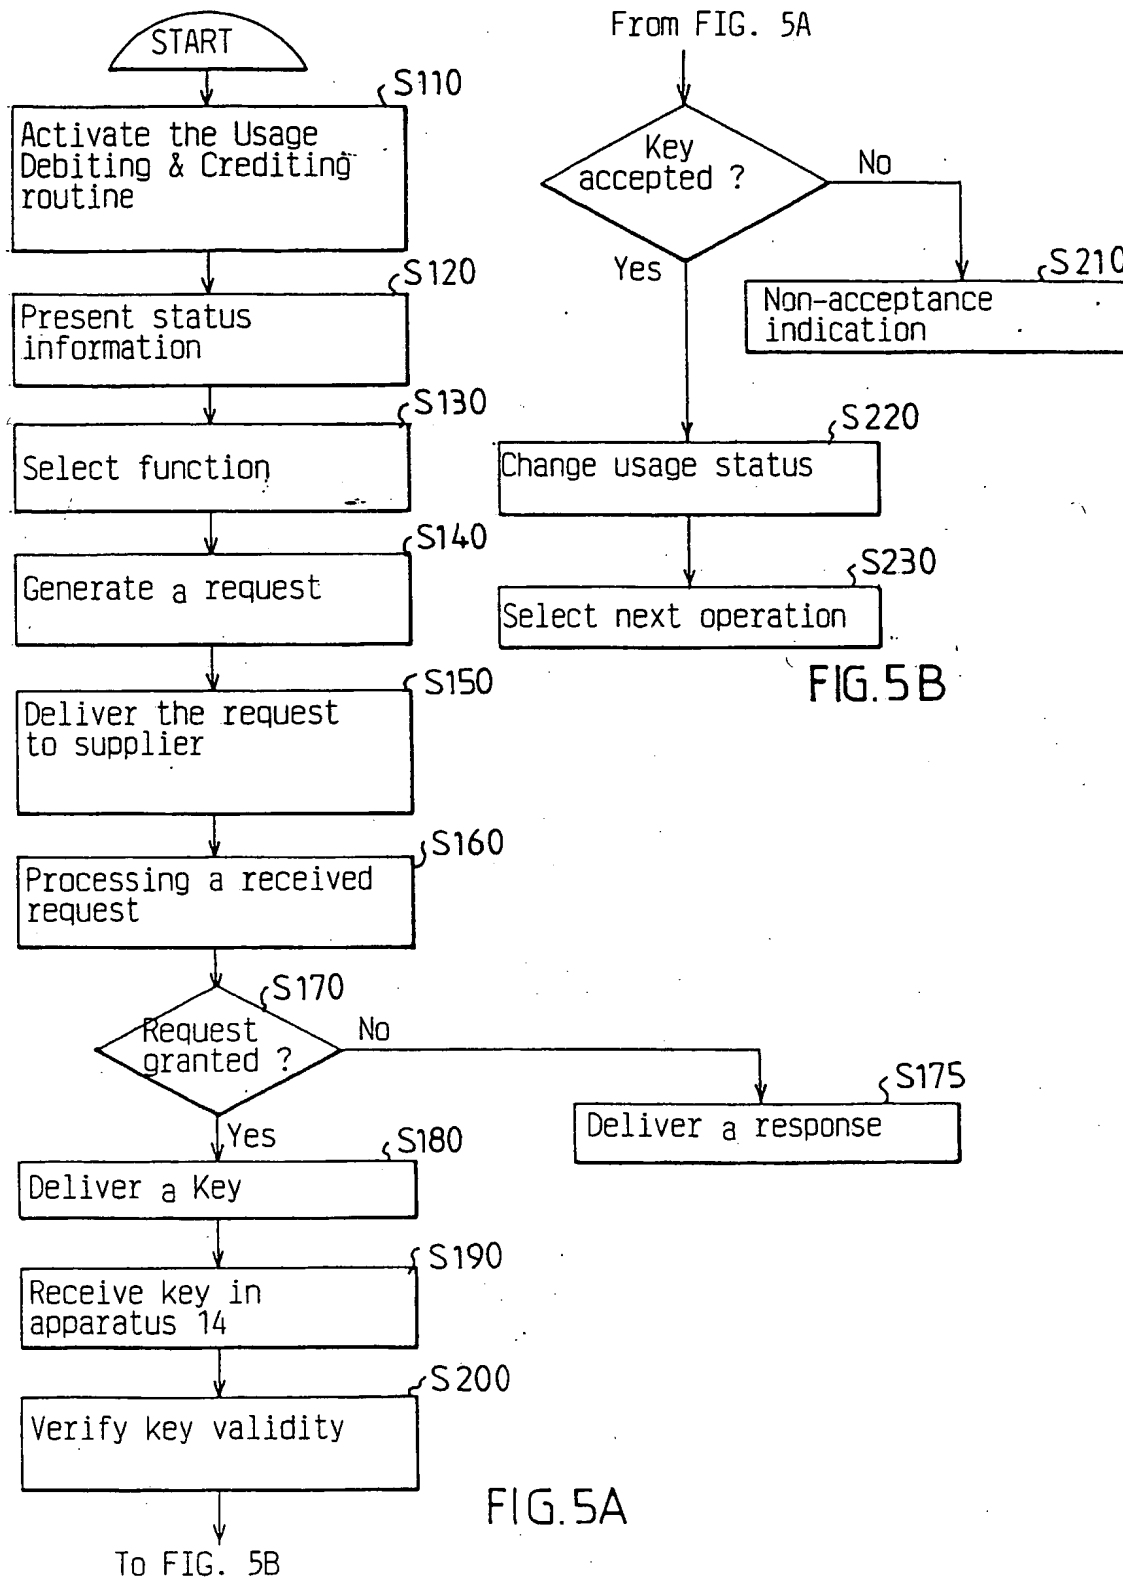 START
S110
Activate the Usage
Debiting & Crediting
routine
S120
Present status
information
S130
Select function
S140
Generate a request
S150
Deliver the request
to supplier
S160
Processing a received
request
S170
Request
granted ?
No
S175
Deliver a response
Yes
S180
Deliver a Key
S190
Receive key in
apparatus 14
S200
Verify key validity
FIG.5A
To FIG. 5B
From FIG. 5A
Key
accepted ?
No
S210
Non-acceptance
indication
Yes
S220
Change usage status
S230
Select next operation
FIG.5B